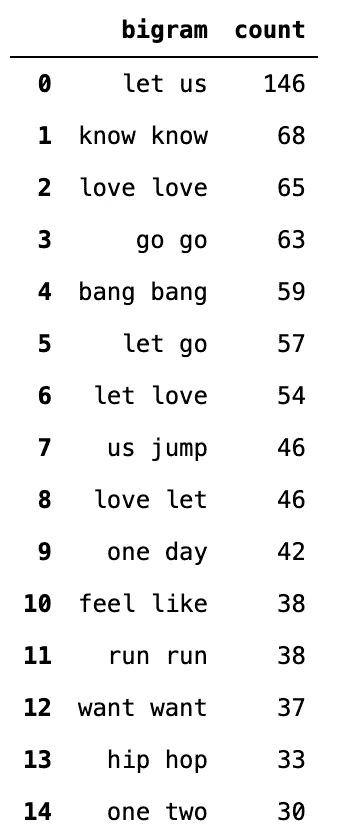 bigram count
0 let us 146
1 know know 68
2 love love 65
3 go go 63
4 bang bang 59
5 let go 57
6 let love 54
7 us jump 46
8 love let 46
9 one day 42
10 feel like 38
11 run run 38
12 want want 37
13 hip hop 33
14 one two 30